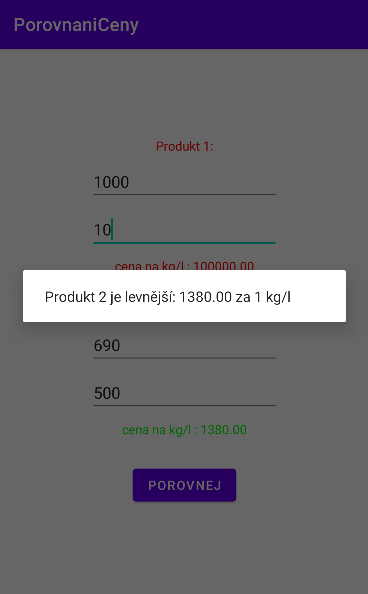 PorovnaniCeny
Produkt 1:
1000
10
cena na kg/l : 100000.00
Produkt 2 je levnější: 1380.00 za 1 kg/l
690
500
cena na kg/l : 1380.00
POROVNEJ